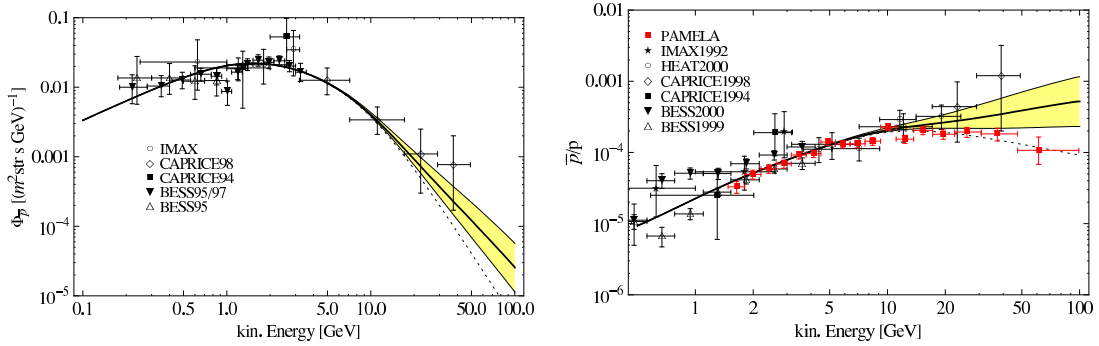 0.1
0.01
0.001
10⁻⁴
10⁻⁵
Φp̅ [(m² str s GeV)⁻¹]
IMAX
CAPRICE98
CAPRICE94
BESS95/97
BESS95
0.1 0.5 1.0 5.0 10.0 50.0 100.0
kin. Energy [GeV]
0.01
0.001
10⁻⁴
10⁻⁵
10⁻⁶
p̅/p
PAMELA
IMAX1992
HEAT2000
CAPRICE1998
CAPRICE1994
BESS2000
BESS1999
1 2 5 10 20 50 100
kin. Energy [GeV]